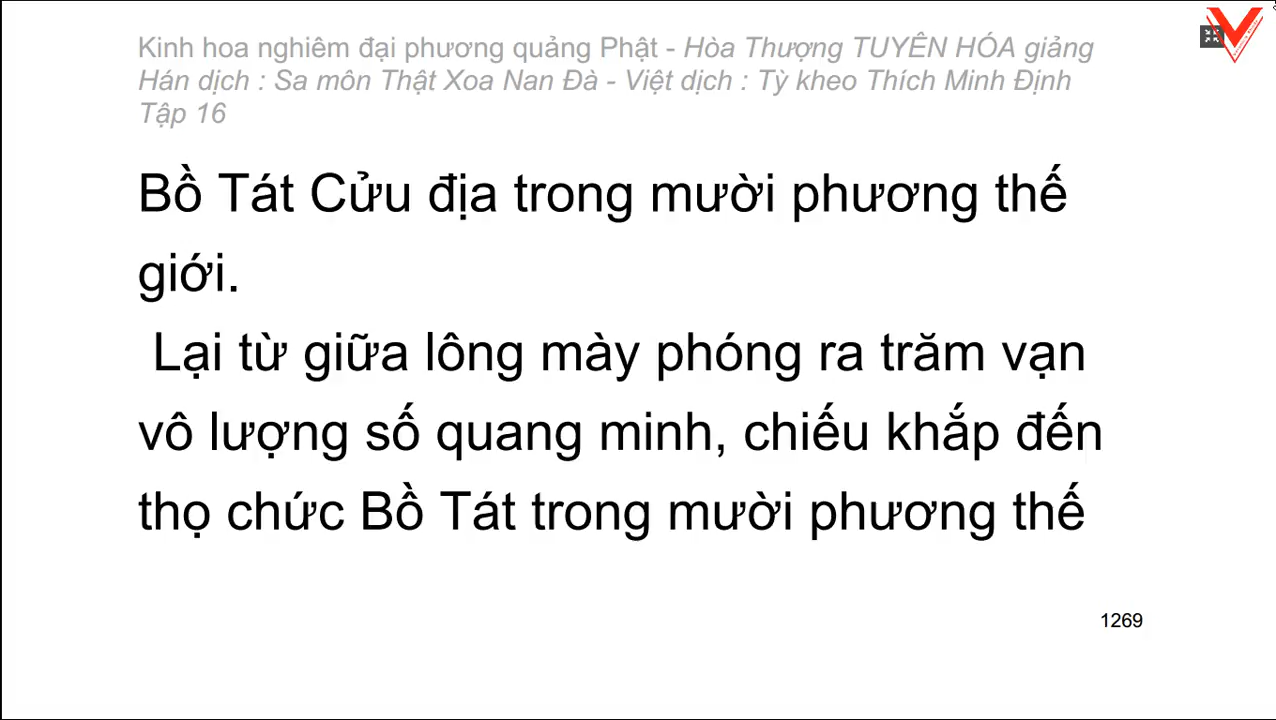 Kinh hoa nghiêm đại phương quảng Phật - Hòa Thượng TUYÊN HÓA giảng
Hán dịch : Sa môn Thật Xoa Nan Đà - Việt dịch : Tỳ kheo Thích Minh Định
Tập 16
Bồ Tát Cửu địa trong mười phương thế
giới.
Lại từ giữa lông mày phóng ra trăm vạn
vô lượng số quang minh, chiếu khắp đến
thọ chức Bồ Tát trong mười phương thế
1269